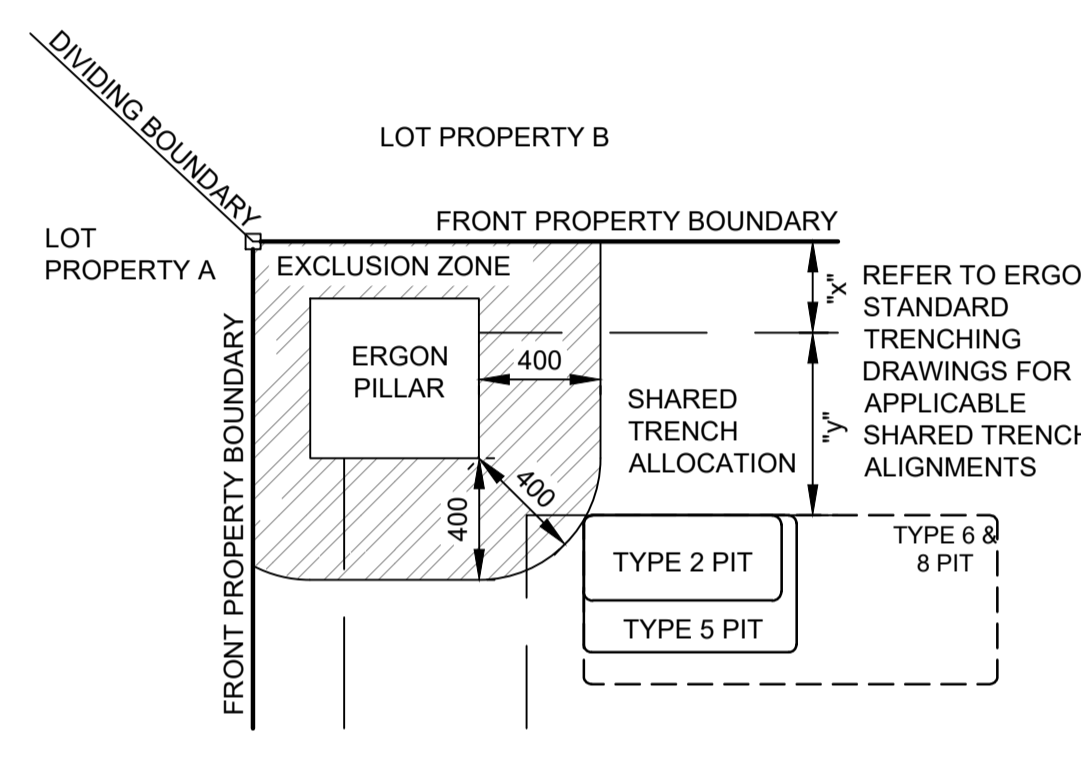 DIVIDING BOUNDARY
LOT PROPERTY B
FRONT PROPERTY BOUNDARY
LOT
PROPERTY A
EXCLUSION ZONE
"x"
REFER TO ERGO
STANDARD
TRENCHING
DRAWINGS FOR
APPLICABLE
SHARED TRENCH
ALIGNMENTS
ERGON
PILLAR
400
SHARED
TRENCH
ALLOCATION
"y"
FRONT PROPERTY BOUNDARY
400
400
TYPE 2 PIT
TYPE 5 PIT
TYPE 6 &
8 PIT